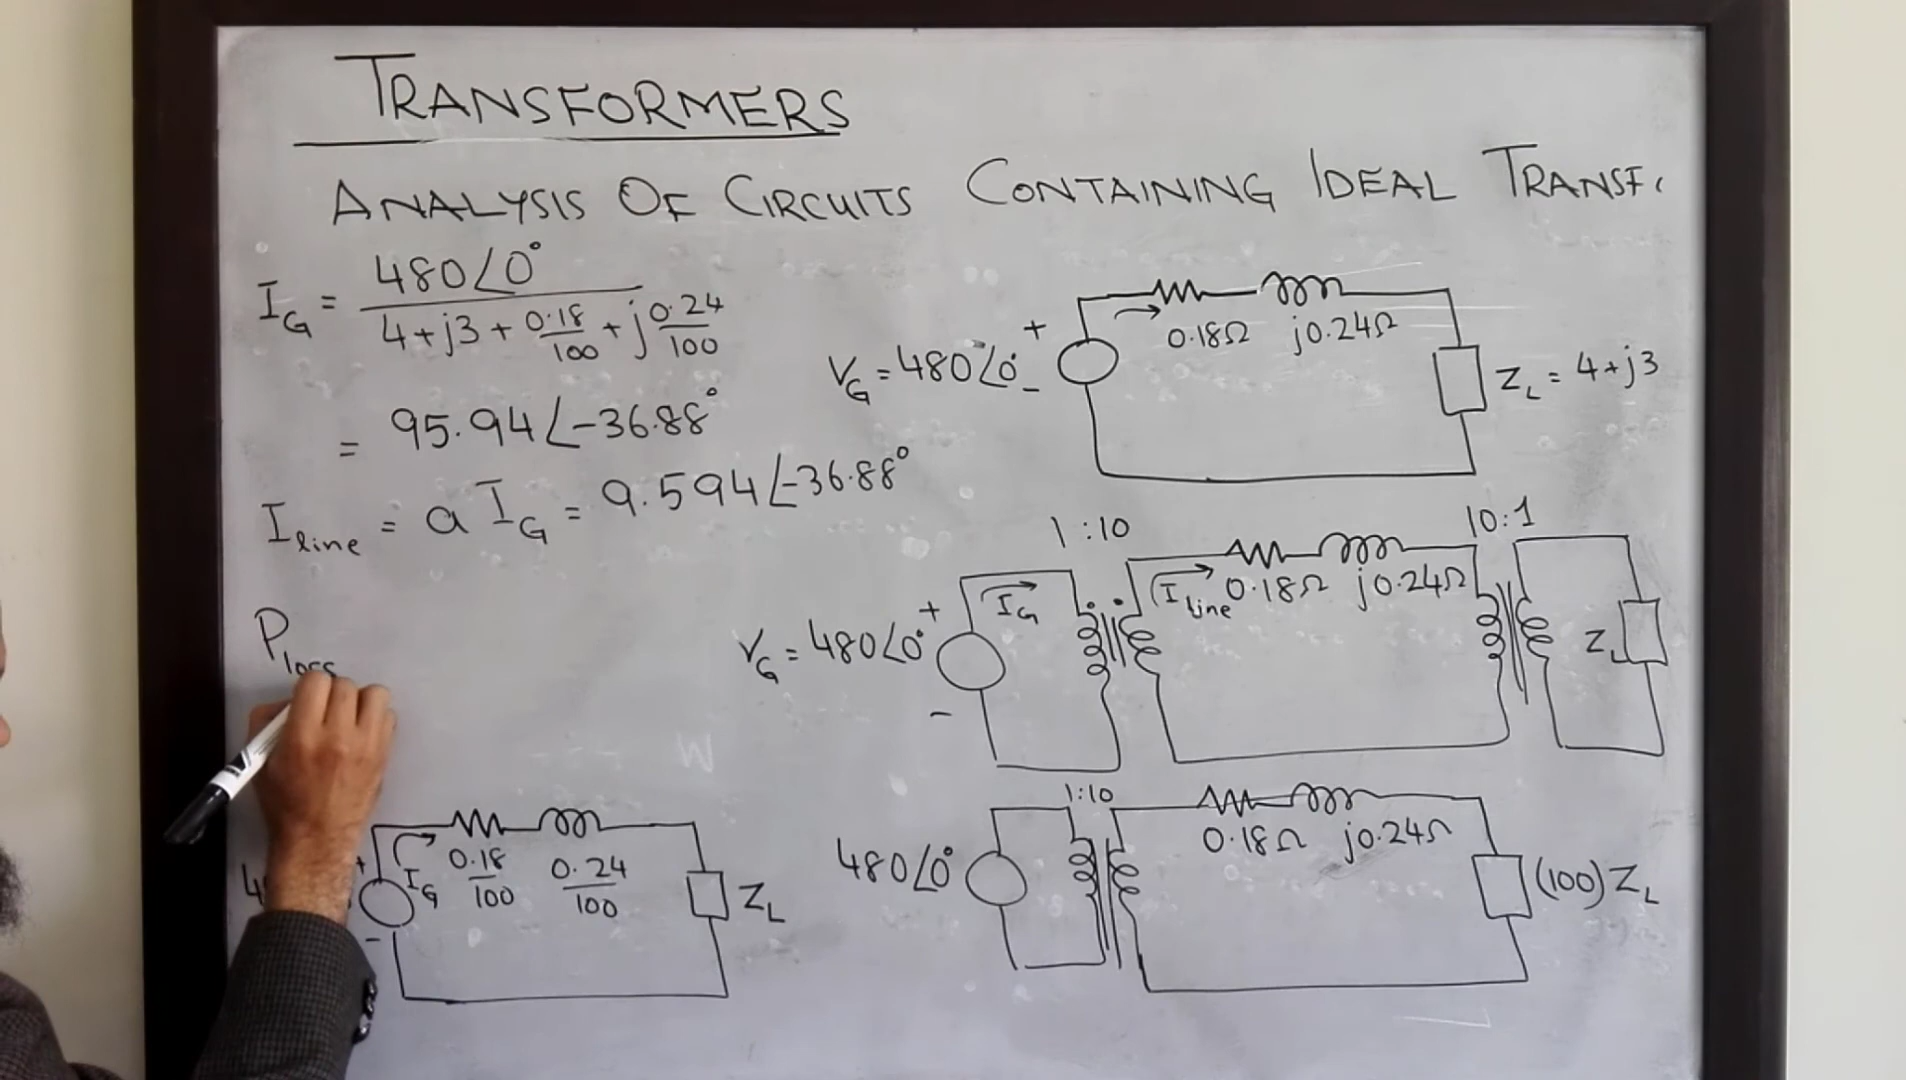 TRANSFORMERS
ANALYSIS OF CIRCUITS CONTAINING IDEAL TRANSF.
I_G = 480∠0° / (4+j3 + 0.18/100 + j 0.24/100)
= 95.94∠-36.88°
I_line = a I_G = 9.594∠-36.88°
P_loss
V_G = 480∠0° + -
0.18Ω j0.24Ω
Z_L = 4+j3
1:10 10:1
V_G = 480∠0° + -
I_G
I_line 0.18Ω j0.24Ω
Z_L
+ -
I_G
0.18/100 0.24/100
Z_L
1:10
480∠0°
0.18Ω j0.24Ω
(100)Z_L